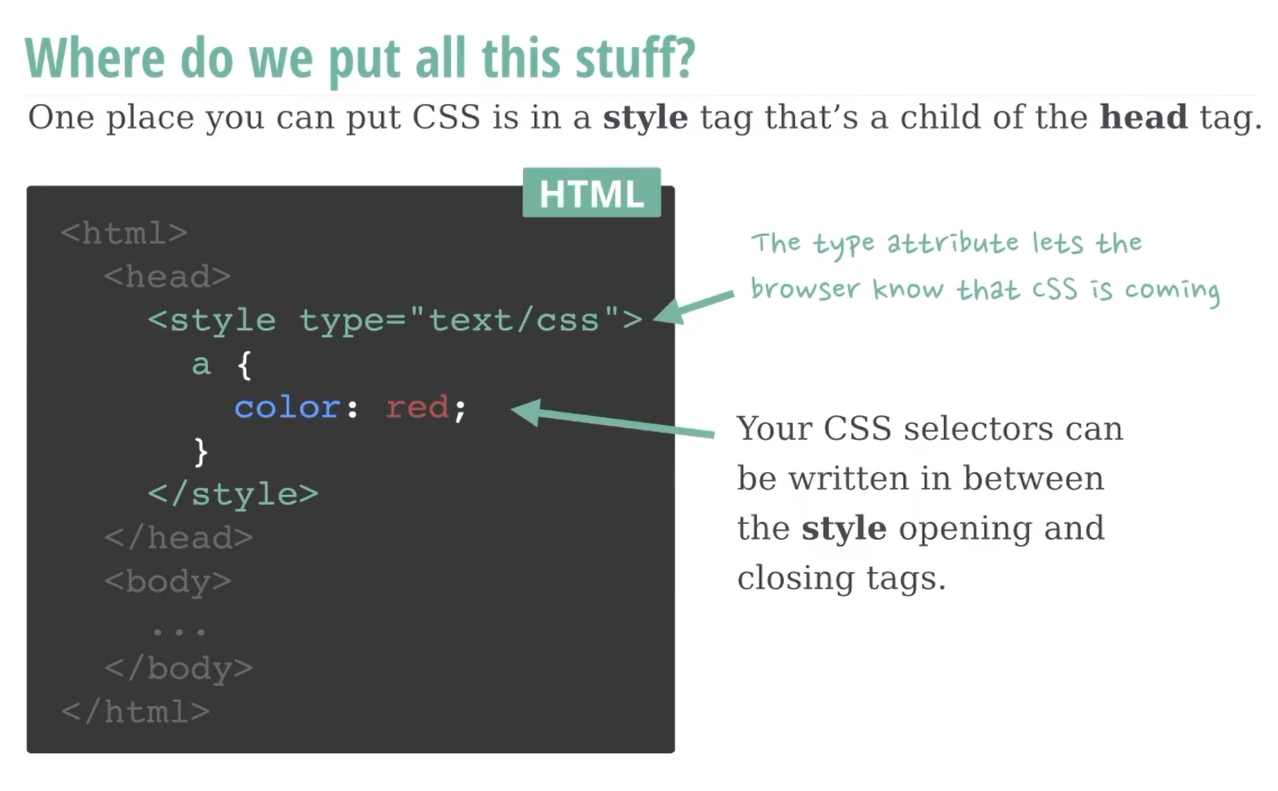 Where do we put all this stuff?
One place you can put CSS is in a style tag that’s a child of the head tag.
HTML
<html>
<head>
<style type="text/css">
a {
color: red;
}
</style>
</head>
<body>
...
</body>
</html>
The type attribute lets the
browser know that CSS is coming
Your CSS selectors can
be written in between
the style opening and
closing tags.